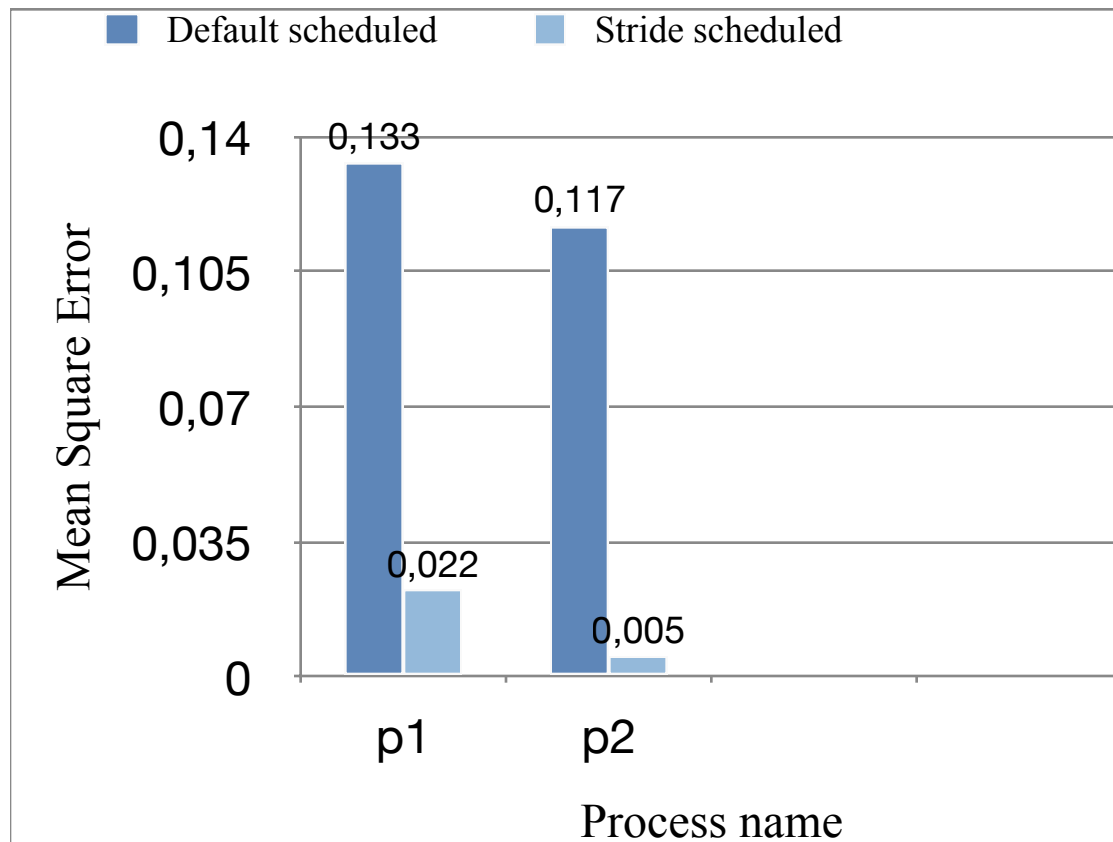 Default scheduled Stride scheduled
0,14
0,133
0,117
0,105
Mean Square Error
0,07
0,035
0,022
0,005
0
p1 p2
Process name